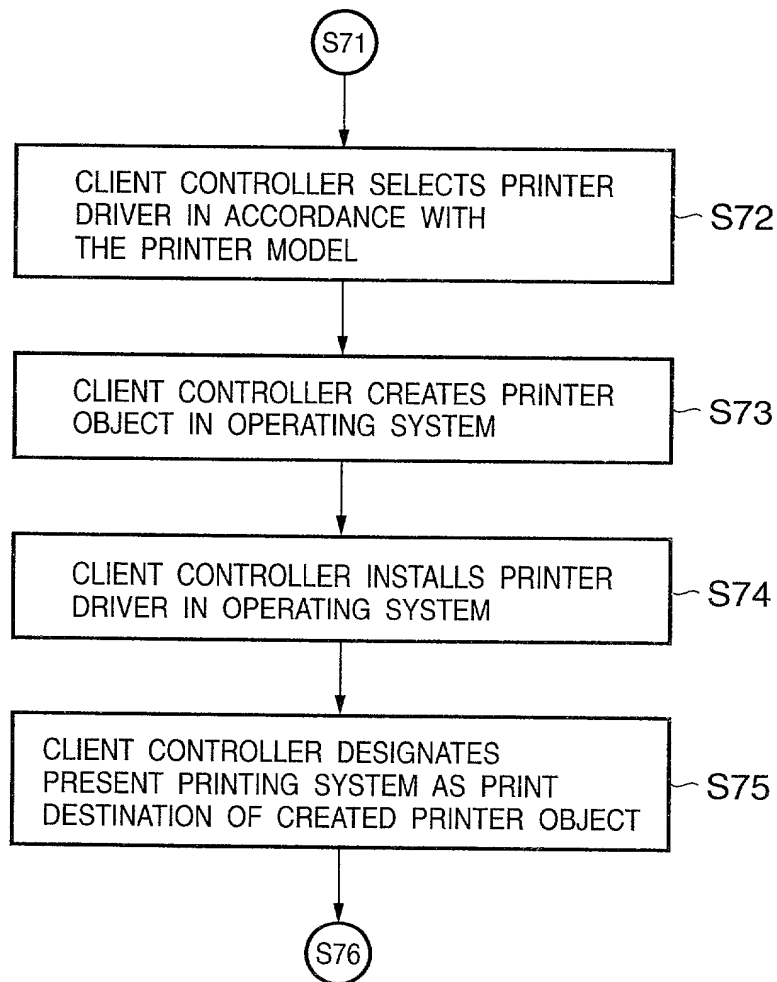 S71
CLIENT CONTROLLER SELECTS PRINTER
DRIVER IN ACCORDANCE WITH
THE PRINTER MODEL
S72
CLIENT CONTROLLER CREATES PRINTER
OBJECT IN OPERATING SYSTEM
S73
CLIENT CONTROLLER INSTALLS PRINTER
DRIVER IN OPERATING SYSTEM
S74
CLIENT CONTROLLER DESIGNATES
PRESENT PRINTING SYSTEM AS PRINT
DESTINATION OF CREATED PRINTER OBJECT
S75
S76